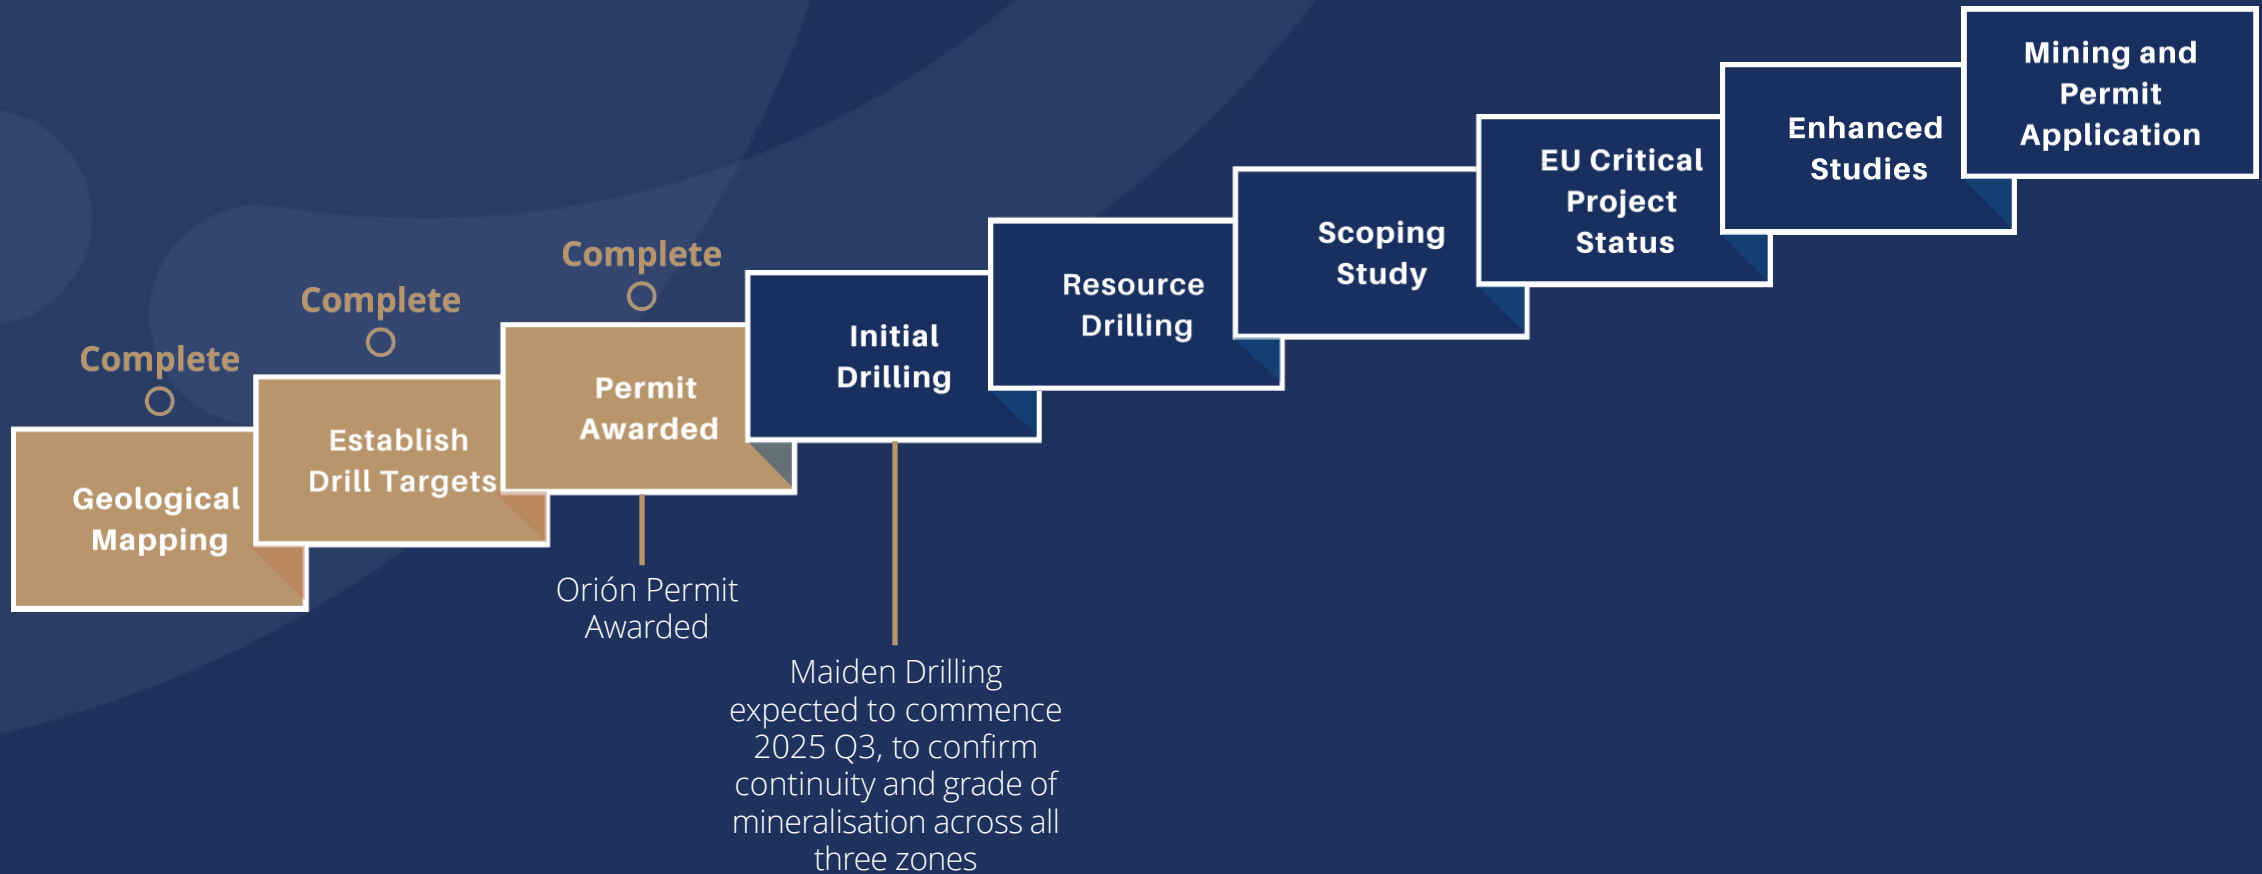 Complete
Geological
Mapping
Complete
Establish
Drill Targets
Complete
Permit
Awarded
Orión Permit
Awarded
Initial
Drilling
Maiden Drilling
expected to commence
2025 Q3, to confirm
continuity and grade of
mineralisation across all
three zones
Resource
Drilling
Scoping
Study
EU Critical
Project
Status
Enhanced
Studies
Mining and
Permit
Application